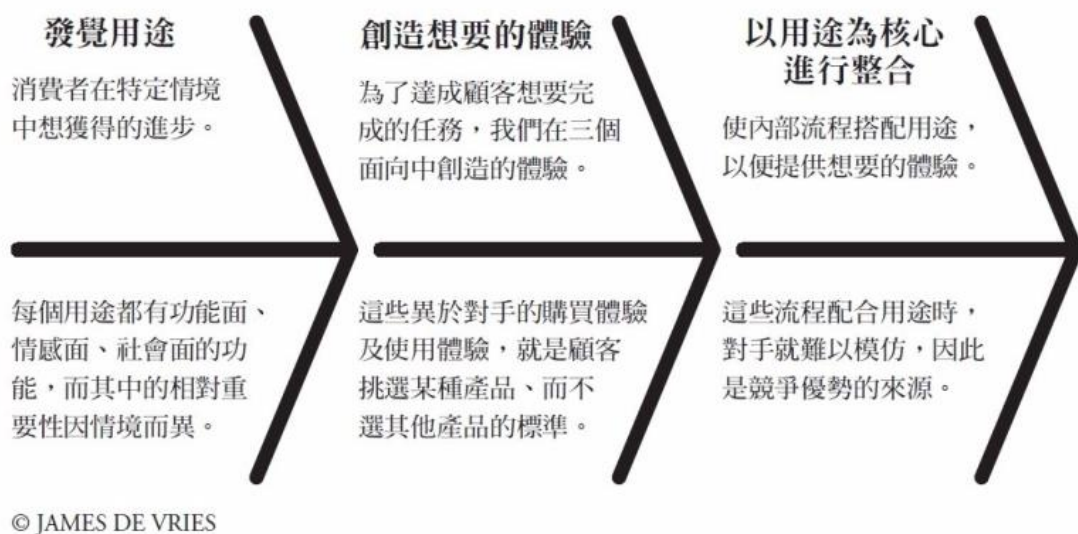 發覺用途
消費者在特定情境
中想獲得的進步。
每個用途都有功能面、
情感面、社會面的功
能，而其中的相對重
要性因情境而異。
創造想要的體驗
為了達成顧客想要完
成的任務，我們在三個
面向中創造的體驗。
這些異於對手的購買體驗
及使用體驗，就是顧客
挑選某種產品、而不
選其他產品的標準。
以用途為核心
進行整合
使內部流程搭配用途，
以便提供想要的體驗。
這些流程配合用途時，
對手就難以模仿，因此
是競爭優勢的來源。
© JAMES DE VRIES